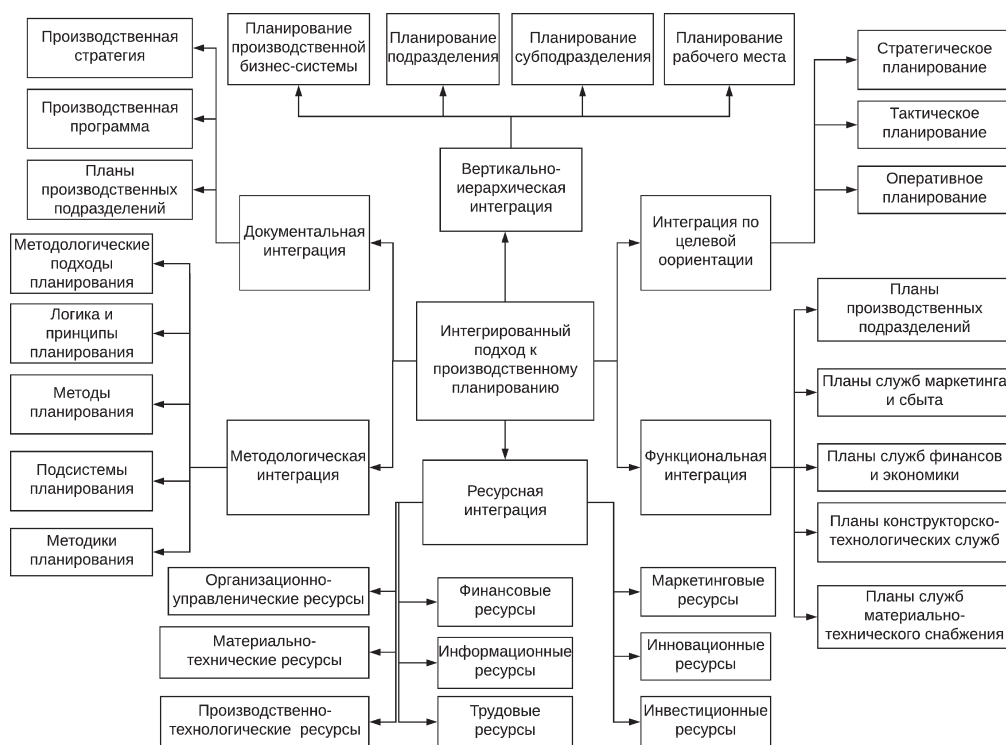 Производственная
стратегия
Производственная
программа
Планы
производственных
подразделений
Планирование
производственной
бизнес-системы
Планирование
подразделения
Планирование
субподразделения
Планирование
рабочего места
Стратегическое
планирование
Тактическое
планирование
Оперативное
планирование
Вертикально-
иерархическая
интеграция
Документальная
интеграция
Интеграция по
целевой
оориентации
Методологические
подходы
планирования
Логика и
принципы
планирования
Методы
планирования
Подсистемы
планирования
Методики
планирования
Интегрированный
подход к
производственному
планированию
Методологическая
интеграция
Ресурсная
интеграция
Функциональная
интеграция
Планы
производственных
подразделений
Планы служб маркетинга
и сбыта
Планы служб финансов
и экономики
Планы конструкторско-
технологических служб
Планы служб
материально-
технического снабжения
Организационно-
управленические ресурсы
Материально-
технические ресурсы
Производственно-
технологические ресурсы
Финансовые
ресурсы
Информационные
ресурсы
Трудовые
ресурсы
Маркетинговые
ресурсы
Инновационные
ресурсы
Инвестиционные
ресурсы